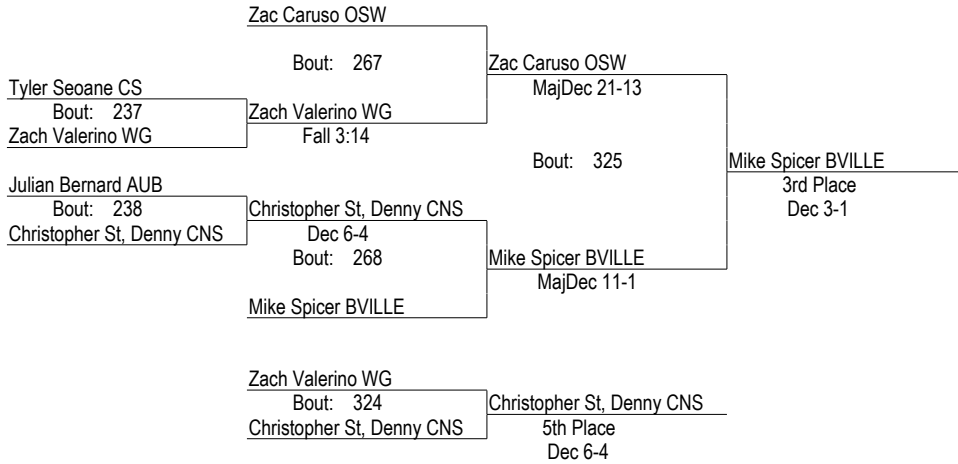 Zac Caruso OSW
Bout: 267
Zac Caruso OSW
MajDec 21-13
Tyler Seoane CS
Bout: 237
Zach Valerino WG
Zach Valerino WG
Fall 3:14
Bout: 325
Mike Spicer BVILLE
3rd Place
Dec 3-1
Julian Bernard AUB
Bout: 238
Christopher St, Denny CNS
Christopher St, Denny CNS
Dec 6-4
Bout: 268
Mike Spicer BVILLE
MajDec 11-1
Mike Spicer BVILLE
Zach Valerino WG
Bout: 324
Christopher St, Denny CNS
Christopher St, Denny CNS
5th Place
Dec 6-4